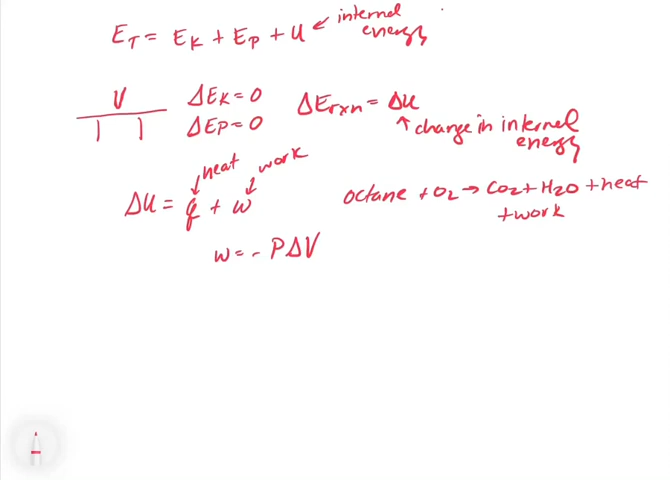 E_T = E_K + E_P + U ← internal energy
ΔE_K = 0
ΔE_P = 0
ΔE_rxn = ΔU
↑ change in internal energy
heat work
ΔU = q + w
octane + O2 → CO2 + H2O + heat
+ work
w = - PΔV